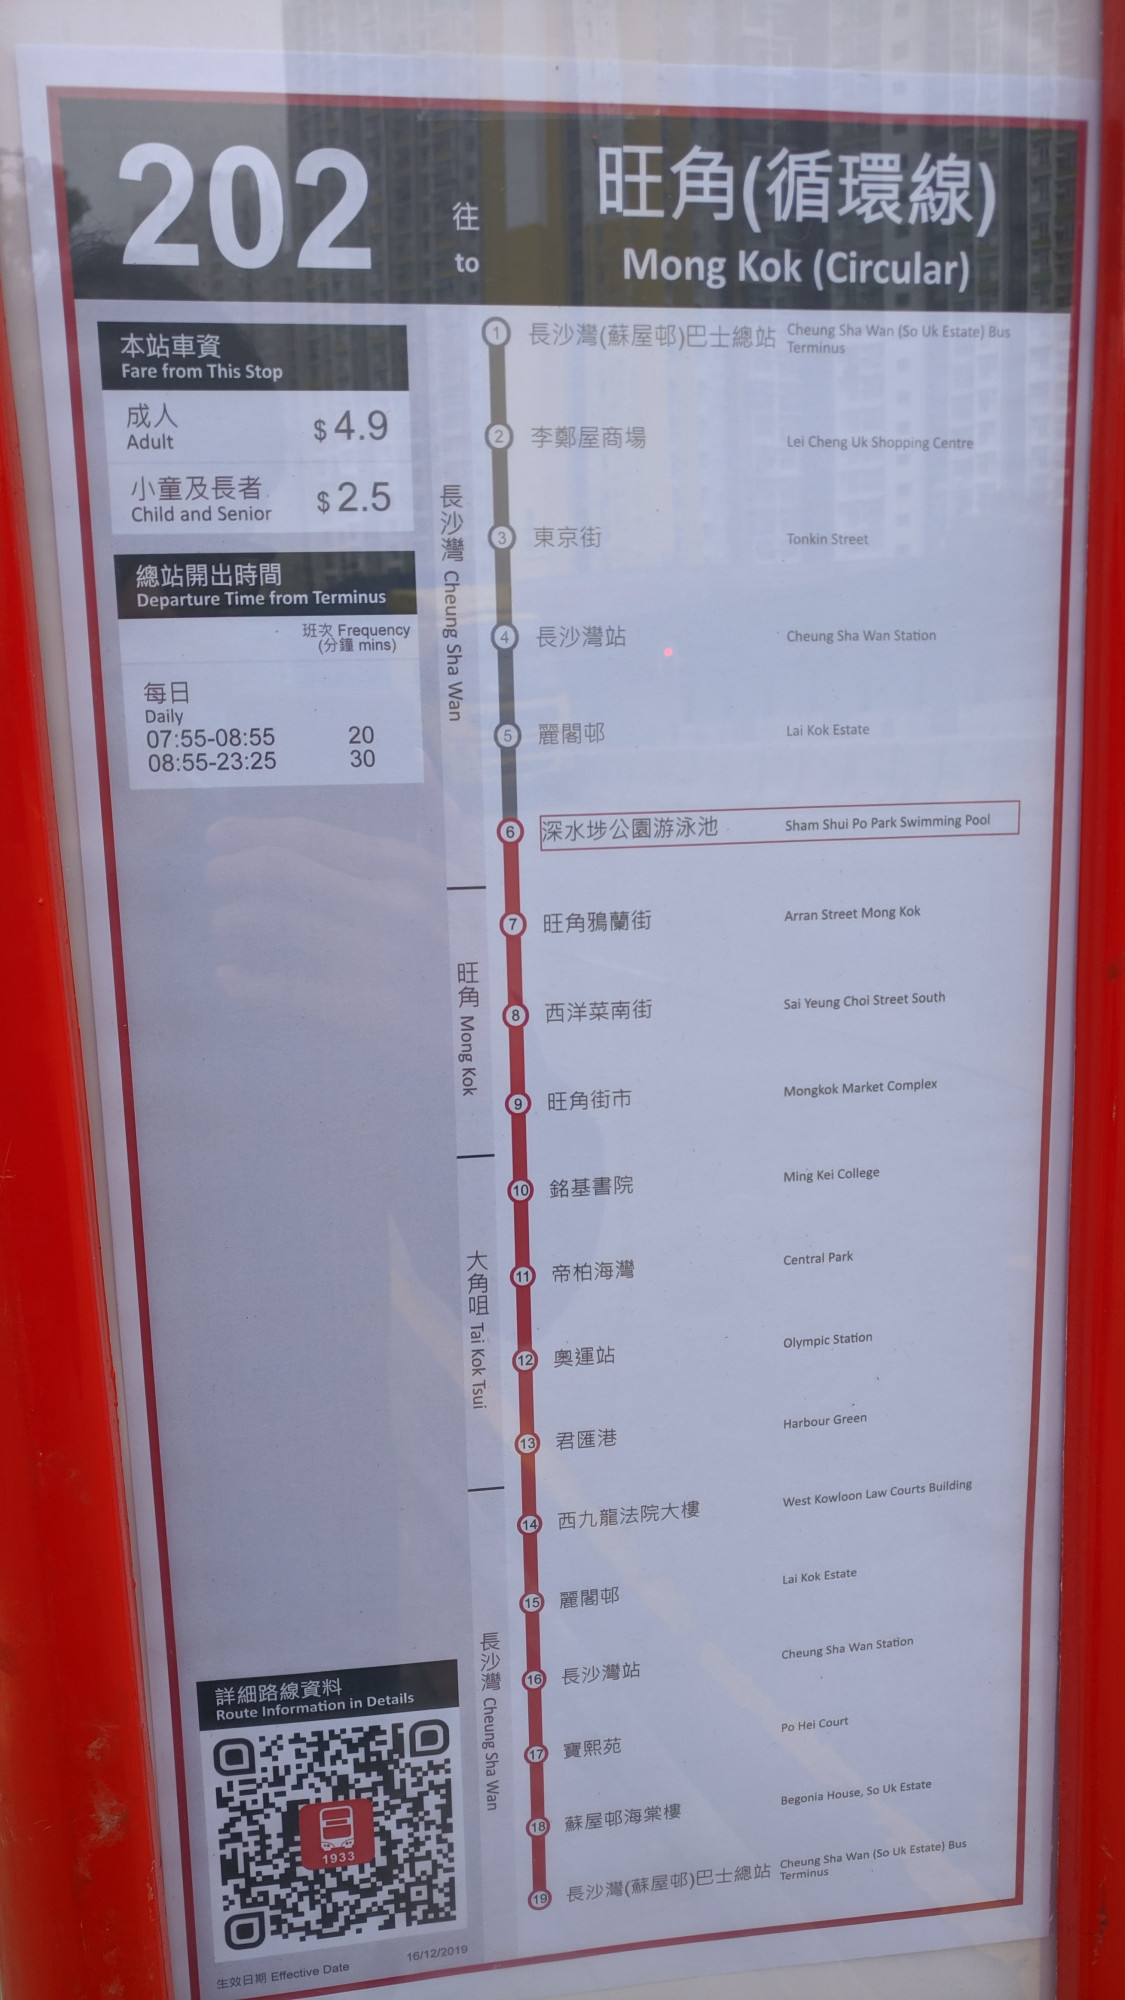 202
往
to
旺角(循環線)
Mong Kok (Circular)
本站車資
Fare from This Stop
成人
Adult
$ 4.9
小童及長者
Child and Senior
$ 2.5
總站開出時間
Departure Time from Terminus
班次 Frequency
(分鐘 mins)
每日
Daily
07:55-08:55 20
08:55-23:25 30
長沙灣 Cheung Sha Wan
1 長沙灣(蘇屋邨)巴士總站 Cheung Sha Wan (So Uk Estate) Bus
Terminus
2 李鄭屋商場 Lei Cheng Uk Shopping Centre
3 東京街 Tonkin Street
4 長沙灣站 Cheung Sha Wan Station
5 麗閣邨 Lai Kok Estate
6 深水埗公園游泳池 Sham Shui Po Park Swimming Pool
旺角 Mong Kok
7 旺角鴉蘭街 Arran Street Mong Kok
8 西洋菜南街 Sai Yeung Choi Street South
9 旺角街市 Mongkok Market Complex
大角咀 Tai Kok Tsui
10 銘基書院 Ming Kei College
11 帝柏海灣 Central Park
12 奧運站 Olympic Station
13 君匯港 Harbour Green
長沙灣 Cheung Sha Wan
14 西九龍法院大樓 West Kowloon Law Courts Building
15 麗閣邨 Lai Kok Estate
16 長沙灣站 Cheung Sha Wan Station
17 寶熙苑 Po Hei Court
18 蘇屋邨海棠樓 Begonia House, So Uk Estate
19 長沙灣(蘇屋邨)巴士總站 Cheung Sha Wan (So Uk Estate) Bus
Terminus
詳細路線資料
Route Information in Details
1933
生效日期 Effective Date 16/12/2019